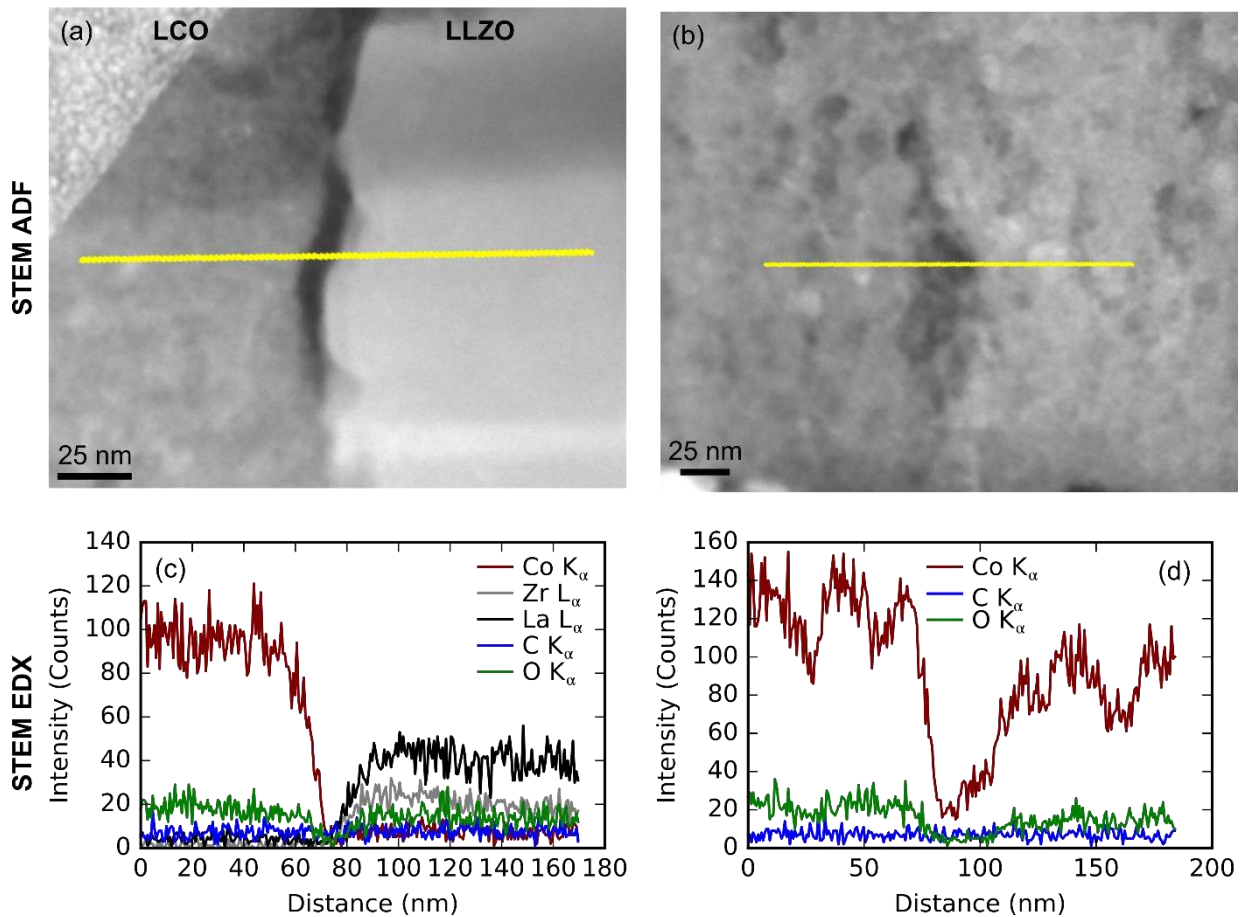 (a) LCO LLZO
(b)
STEM ADF
25 nm
25 nm
(c)
Co Kα
Zr Lα
La Lα
C Kα
O Kα
STEM EDX
Intensity (Counts)
140
120
100
80
60
40
20
0
0 20 40 60 80 100 120 140 160 170
Distance (nm)
(d)
Co Kα
C Kα
O Kα
Intensity (Counts)
160
140
120
100
80
60
40
20
0
0 50 100 150 200
Distance (nm)